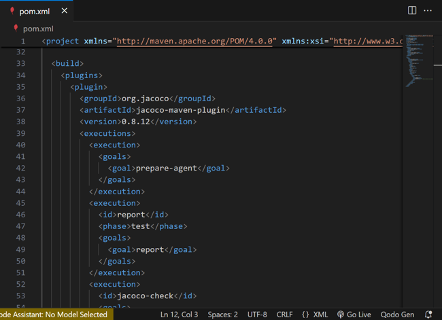 pom.xml
pom.xml
1 <project xmlns="http://maven.apache.org/POM/4.0.0" xmlns:xsi="http://www.w3.o
32
33 <build>
34 <plugins>
35 <plugin>
36 <groupId>org.jacoco</groupId>
37 <artifactId>jacoco-maven-plugin</artifactId>
38 <version>0.8.12</version>
39 <executions>
40 <execution>
41 <goals>
42 <goal>prepare-agent</goal>
43 </goals>
44 </execution>
45 <execution>
46 <id>report</id>
47 <phase>test</phase>
48 <goals>
49 <goal>report</goal>
50 </goals>
51 </execution>
52 <execution>
53 <id>jacoco-check</id>
54 <goals>
ode Assistant: No Model Selected Ln 12, Col 3 Spaces: 2 UTF-8 CRLF {} XML Go Live Qodo Gen